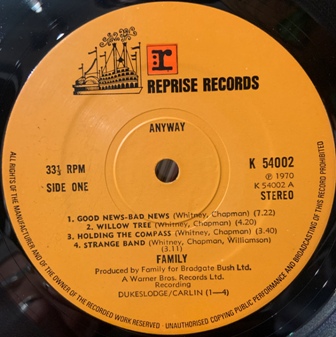 r
REPRISE RECORDS
ANYWAY
33⅓ RPM
SIDE ONE
K 54002
℗ 1970
K 54002 A
STEREO
1. GOOD NEWS-BAD NEWS (Whitney, Chapman) (7.22)
2. WILLOW TREE (Whitney, Chapman) (4.20)
3. HOLDING THE COMPASS (Whitney, Chapman) (3.40)
4. STRANGE BAND (Whitney, Chapman, Williamson)
(3.11)
FAMILY
Produced by Family for Bradgate Bush Ltd.
A Warner Bros. Records Ltd.
Recording
DUKESLODGE/CARLIN (1—4)
ALL RIGHTS OF THE MANUFACTURER AND OF THE OWNER OF THE RECORDED WORK RESERVED · UNAUTHORISED COPYING PUBLIC PERFORMANCE AND BROADCASTING OF THIS RECORD PROHIBITED